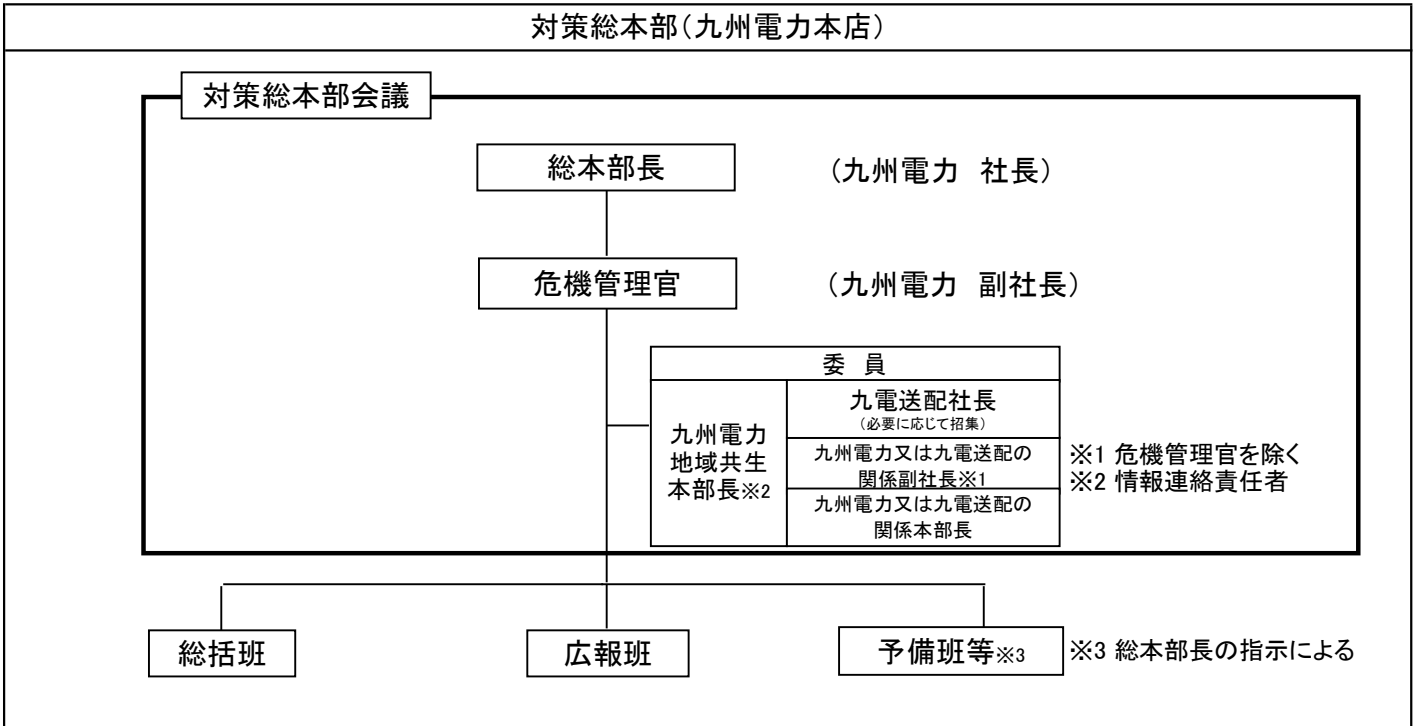 対策総本部(九州電力本店)
対策総本部会議
総本部長
(九州電力 社長)
危機管理官
(九州電力 副社長)
委 員
九州電力
地域共生
本部長※2
九電送配社長
(必要に応じて招集)
九州電力又は九電送配の
関係副社長※1
九州電力又は九電送配の
関係本部長
※1 危機管理官を除く
※2 情報連絡責任者
総括班
広報班
予備班等※3
※3 総本部長の指示による